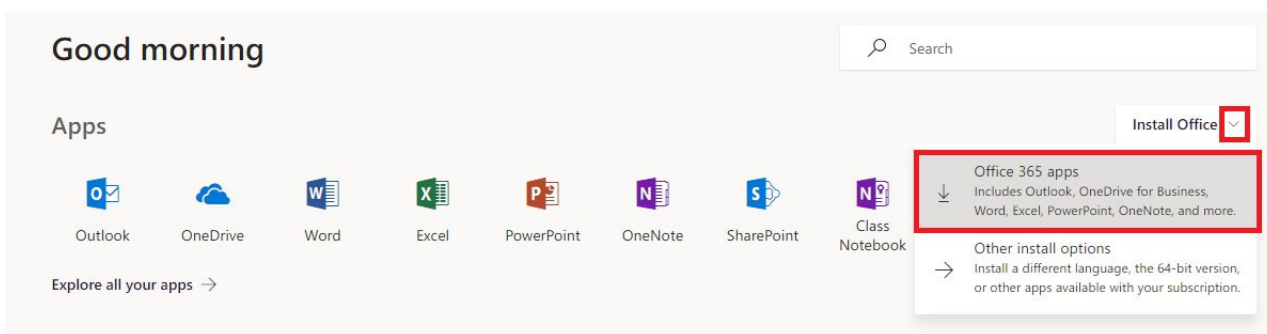 Good morning
Search
Apps
Install Office
Office 365 apps
Includes Outlook, OneDrive for Business,
Word, Excel, PowerPoint, OneNote, and more.
Outlook
OneDrive
Word
Excel
PowerPoint
OneNote
SharePoint
Class
Notebook
Other install options
Install a different language, the 64-bit version,
or other apps available with your subscription.
Explore all your apps →